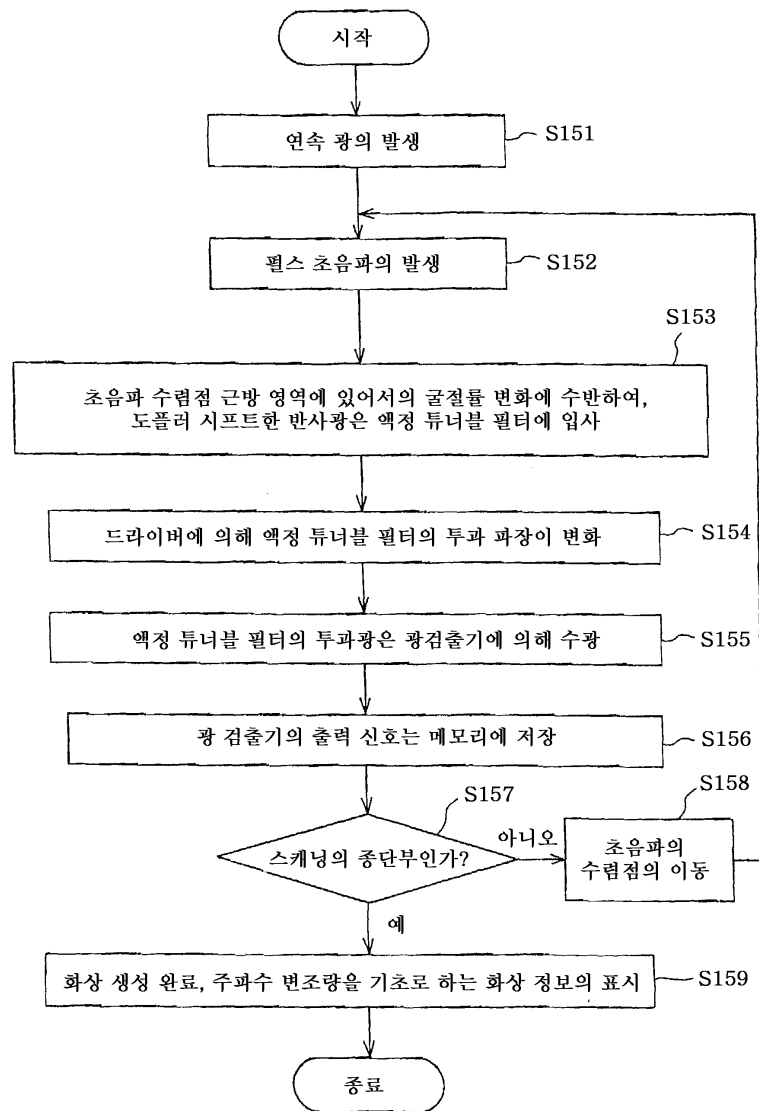 시작
연속 광의 발생
S151
펄스 초음파의 발생
S152
S153
초음파 수렴점 근방 영역에 있어서의 굴절률 변화에 수반하여,
도플러 시프트한 반사광은 액정 튜너블 필터에 입사
드라이버에 의해 액정 튜너블 필터의 투과 파장이 변화
S154
액정 튜너블 필터의 투과광은 광검출기에 의해 수광
S155
광 검출기의 출력 신호는 메모리에 저장
S156
S157
스캐닝의 종단부인가?
아니오
S158
초음파의
수렴점의 이동
예
화상 생성 완료, 주파수 변조량을 기초로 하는 화상 정보의 표시
S159
종료